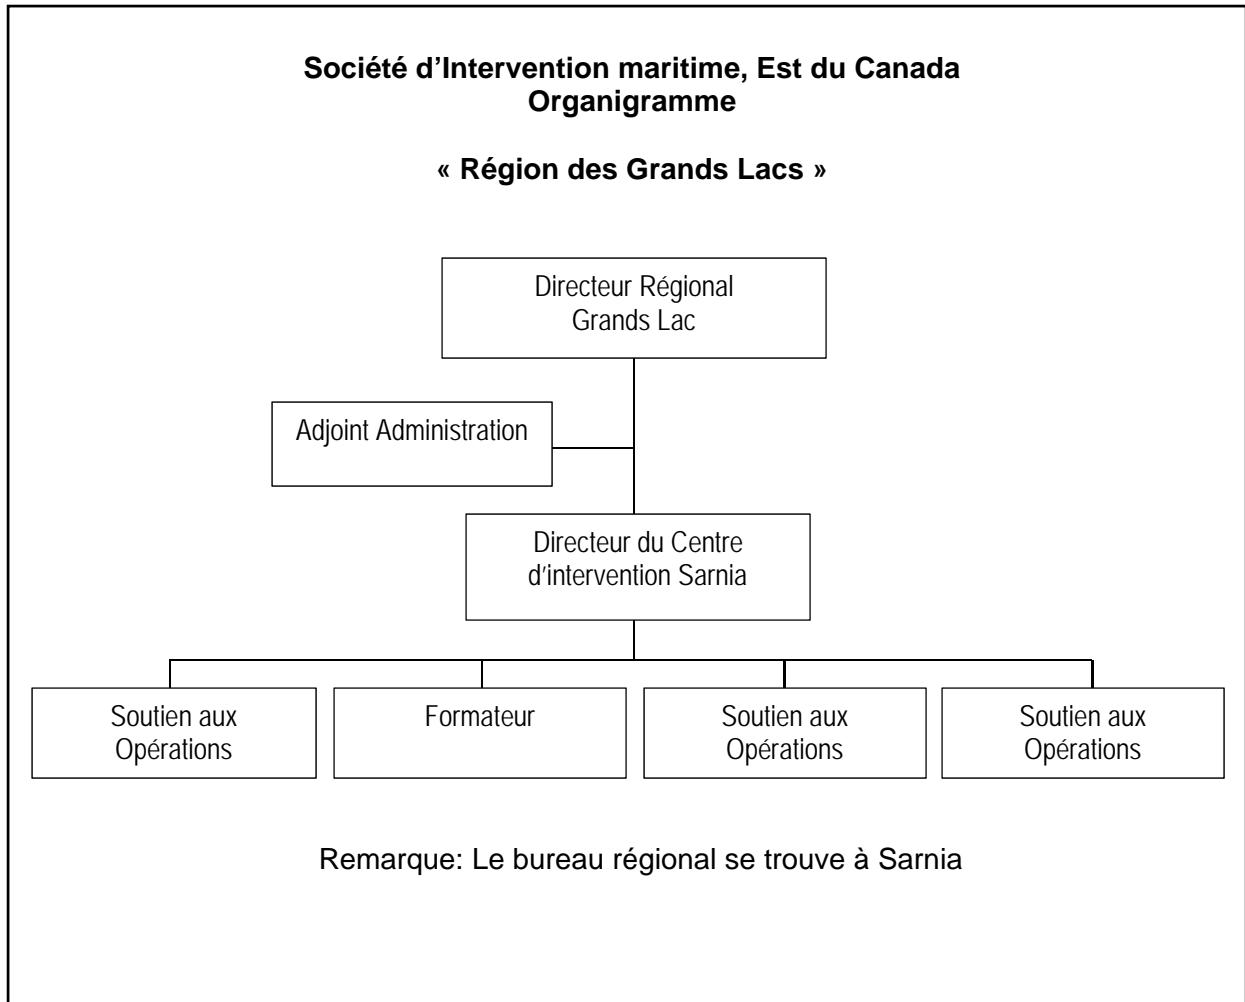 Société d’Intervention maritime, Est du Canada
Organigramme
« Région des Grands Lacs »
Directeur Régional
Grands Lac
Adjoint Administration
Directeur du Centre
d'intervention Sarnia
Soutien aux
Opérations
Formateur
Soutien aux
Opérations
Soutien aux
Opérations
Remarque: Le bureau régional se trouve à Sarnia